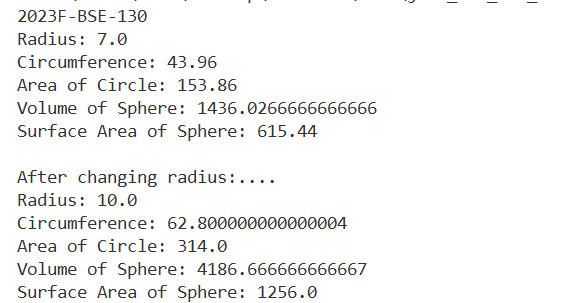 2023F-BSE-130
Radius: 7.0
Circumference: 43.96
Area of Circle: 153.86
Volume of Sphere: 1436.0266666666666
Surface Area of Sphere: 615.44
After changing radius:....
Radius: 10.0
Circumference: 62.800000000000004
Area of Circle: 314.0
Volume of Sphere: 4186.666666666667
Surface Area of Sphere: 1256.0